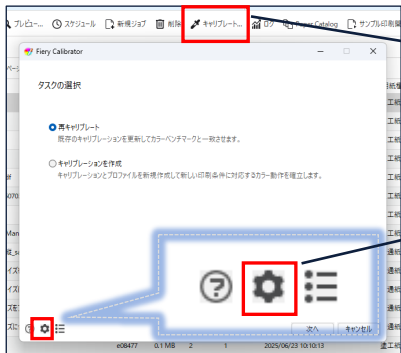 プレビュー... スケジュール 新規ジョブ 削除 キャリブレート... ログ Paper Catalog サンプル印刷
Fiery Calibrator
タスクの選択
再キャリブレート
既存のキャリブレーションを更新してカラーベンチマークと一致させます。
キャリブレーションを作成
キャリブレーションとプロファイルを新規作成して新しい印刷条件に対応するカラー動作を確立します。
次へ キャンセル
e08477 0.1 MB 2 1 2025/06/23 10:10:13 塗工紙